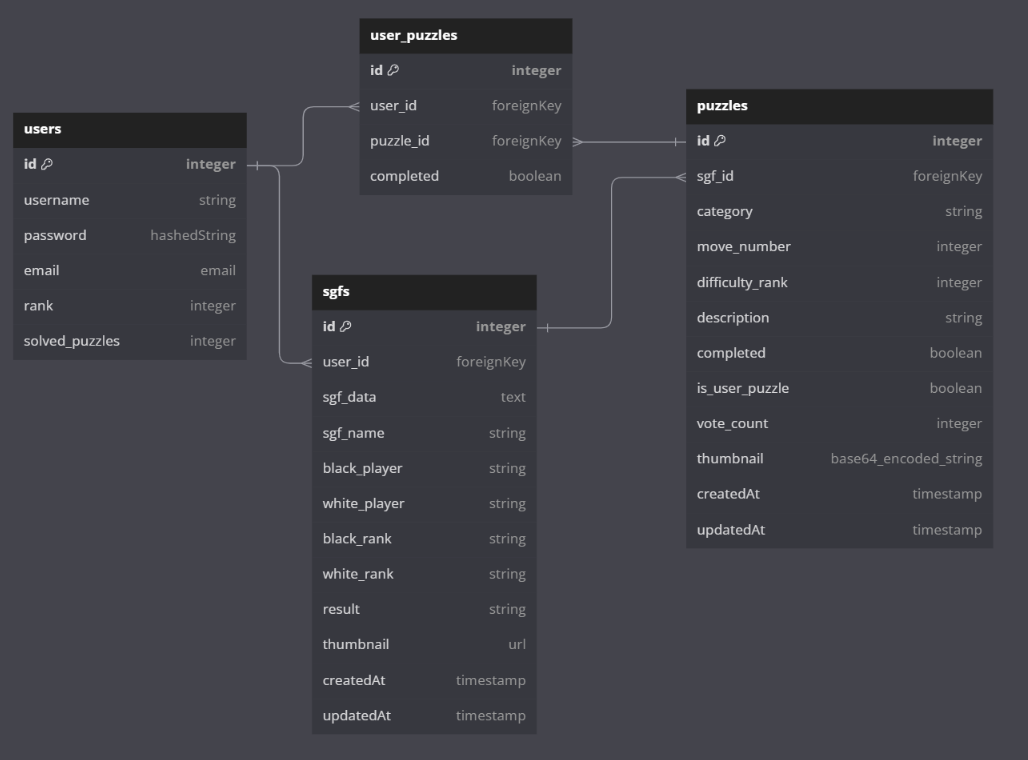 users
id integer
username string
password hashedString
email email
rank integer
solved_puzzles integer
user_puzzles
id integer
user_id foreignKey
puzzle_id foreignKey
completed boolean
sgfs
id integer
user_id foreignKey
sgf_data text
sgf_name string
black_player string
white_player string
black_rank string
white_rank string
result string
thumbnail url
createdAt timestamp
updatedAt timestamp
puzzles
id integer
sgf_id foreignKey
category string
move_number integer
difficulty_rank integer
description string
completed boolean
is_user_puzzle boolean
vote_count integer
thumbnail base64_encoded_string
createdAt timestamp
updatedAt timestamp